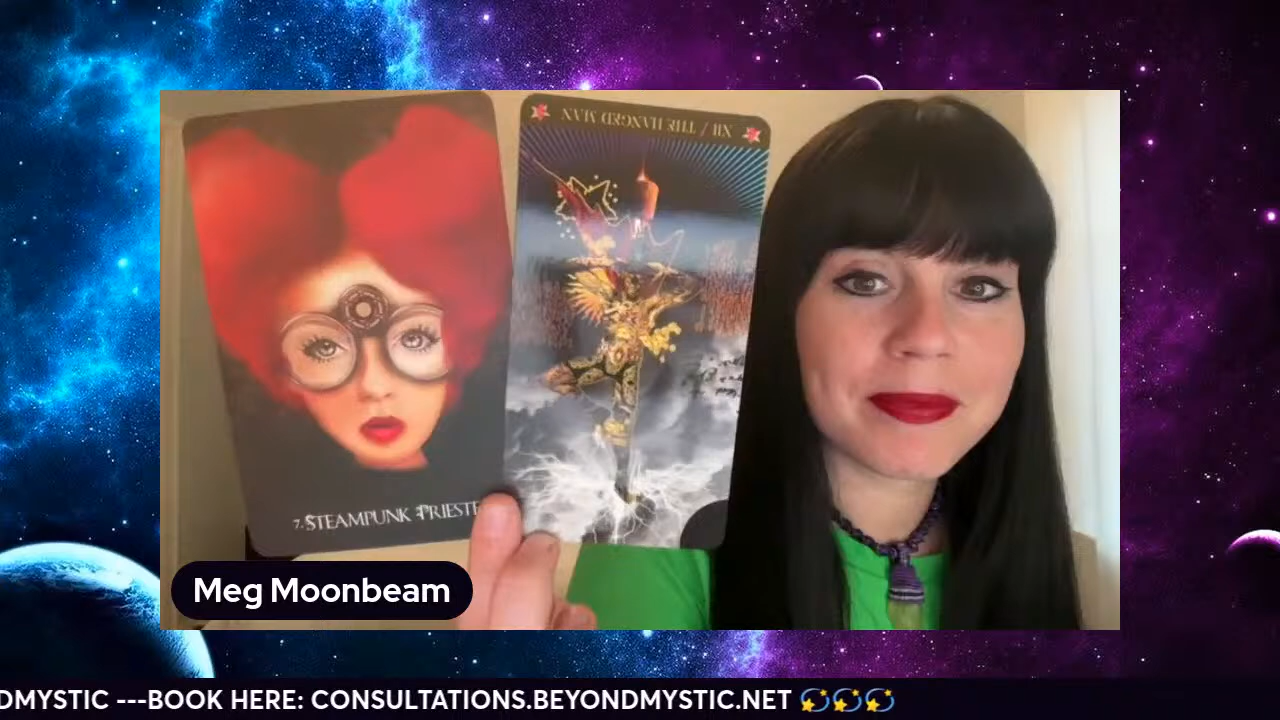 XII / THE HANGED MAN
7. STEAMPUNK PRIESTE
Meg Moonbeam
DMYSTIC ---BOOK HERE: CONSULTATIONS.BEYONDMYSTIC.NET 💫💫💫